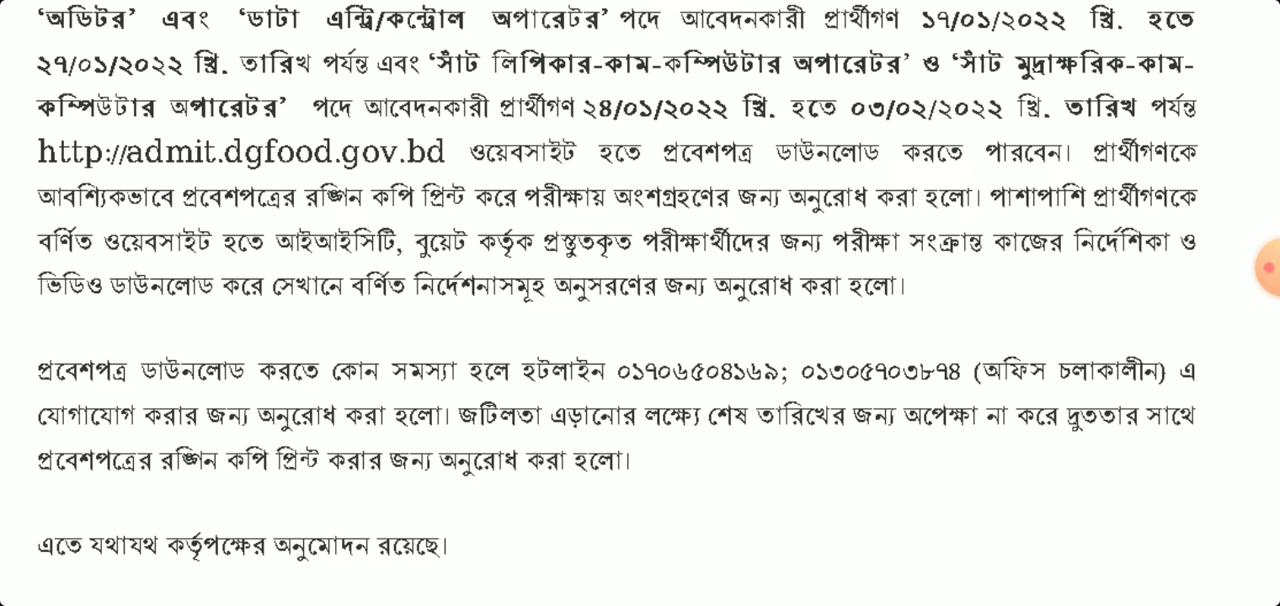 ‘অডিটর’ এবং ‘ডাটা এন্ট্রি/কন্ট্রোল অপারেটর’ পদে আবেদনকারী প্রার্থীগণ ১৭/০১/২০২২ খ্রি. হতে
২৭/০১/২০২২ খ্রি. তারিখ পর্যন্ত এবং ‘সাঁট লিপিকার-কাম-কম্পিউটার অপারেটর’ ও ‘সাঁট মুদ্রাক্ষরিক-কাম-
কম্পিউটার অপারেটর’ পদে আবেদনকারী প্রার্থীগণ ২৪/০১/২০২২ খ্রি. হতে ০৩/০২/২০২২ খ্রি. তারিখ পর্যন্ত
http://admit.dgfood.gov.bd ওয়েবসাইট হতে প্রবেশপত্র ডাউনলোড করতে পারবেন। প্রার্থীগণকে
আবশ্যিকভাবে প্রবেশপত্রের রঙ্গিন কপি প্রিন্ট করে পরীক্ষায় অংশগ্রহণের জন্য অনুরোধ করা হলো। পাশাপাশি প্রার্থীগণকে
বর্ণিত ওয়েবসাইট হতে আইআইসিটি, বুয়েট কর্তৃক প্রস্তুতকৃত পরীক্ষার্থীদের জন্য পরীক্ষা সংক্রান্ত কাজের নির্দেশিকা ও
ভিডিও ডাউনলোড করে সেখানে বর্ণিত নির্দেশনাসমূহ অনুসরণের জন্য অনুরোধ করা হলো।
প্রবেশপত্র ডাউনলোড করতে কোন সমস্যা হলে হটলাইন ০১৭০৬৫০৪১৬৯; ০১৩০৫৭০৩৮৭৪ (অফিস চলাকালীন) এ
যোগাযোগ করার জন্য অনুরোধ করা হলো। জটিলতা এড়ানোর লক্ষ্যে শেষ তারিখের জন্য অপেক্ষা না করে দ্রুততার সাথে
প্রবেশপত্রের রঙ্গিন কপি প্রিন্ট করার জন্য অনুরোধ করা হলো।
এতে যথাযথ কর্তৃপক্ষের অনুমোদন রয়েছে।